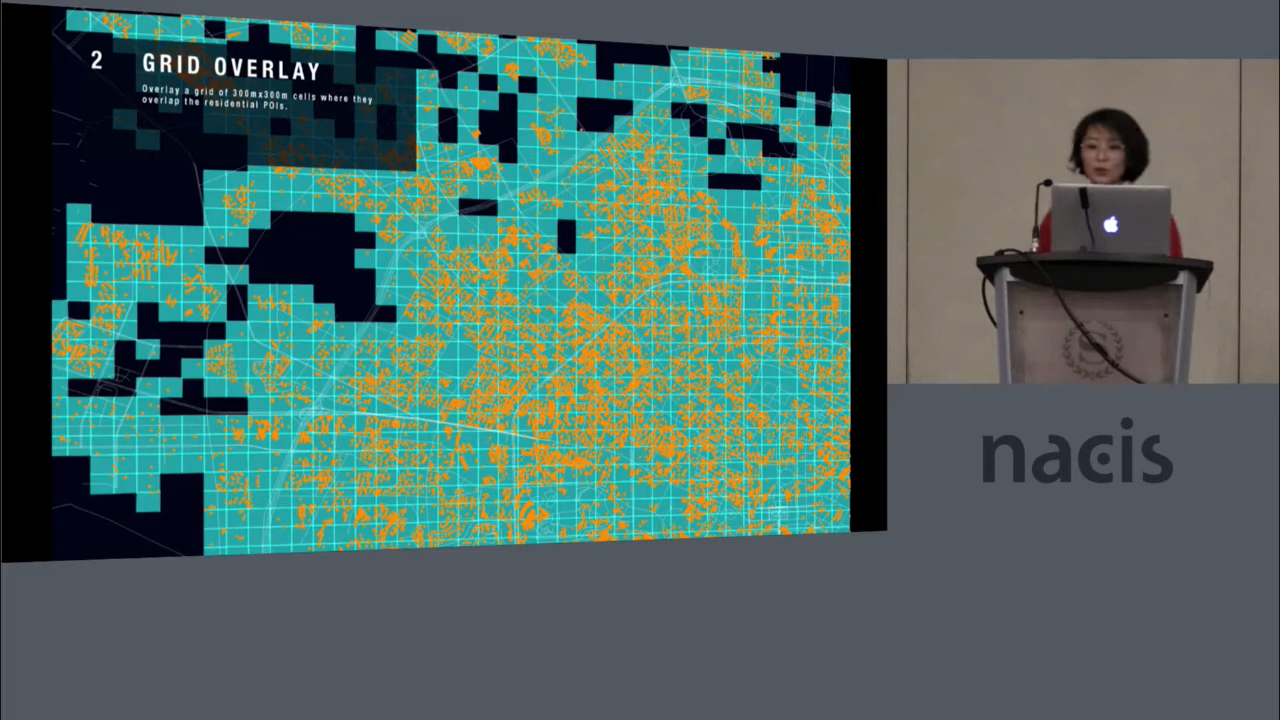 2 GRID OVERLAY
Overlay a grid of 300mx300m cells where they
overlap the residential POIs.
nacis